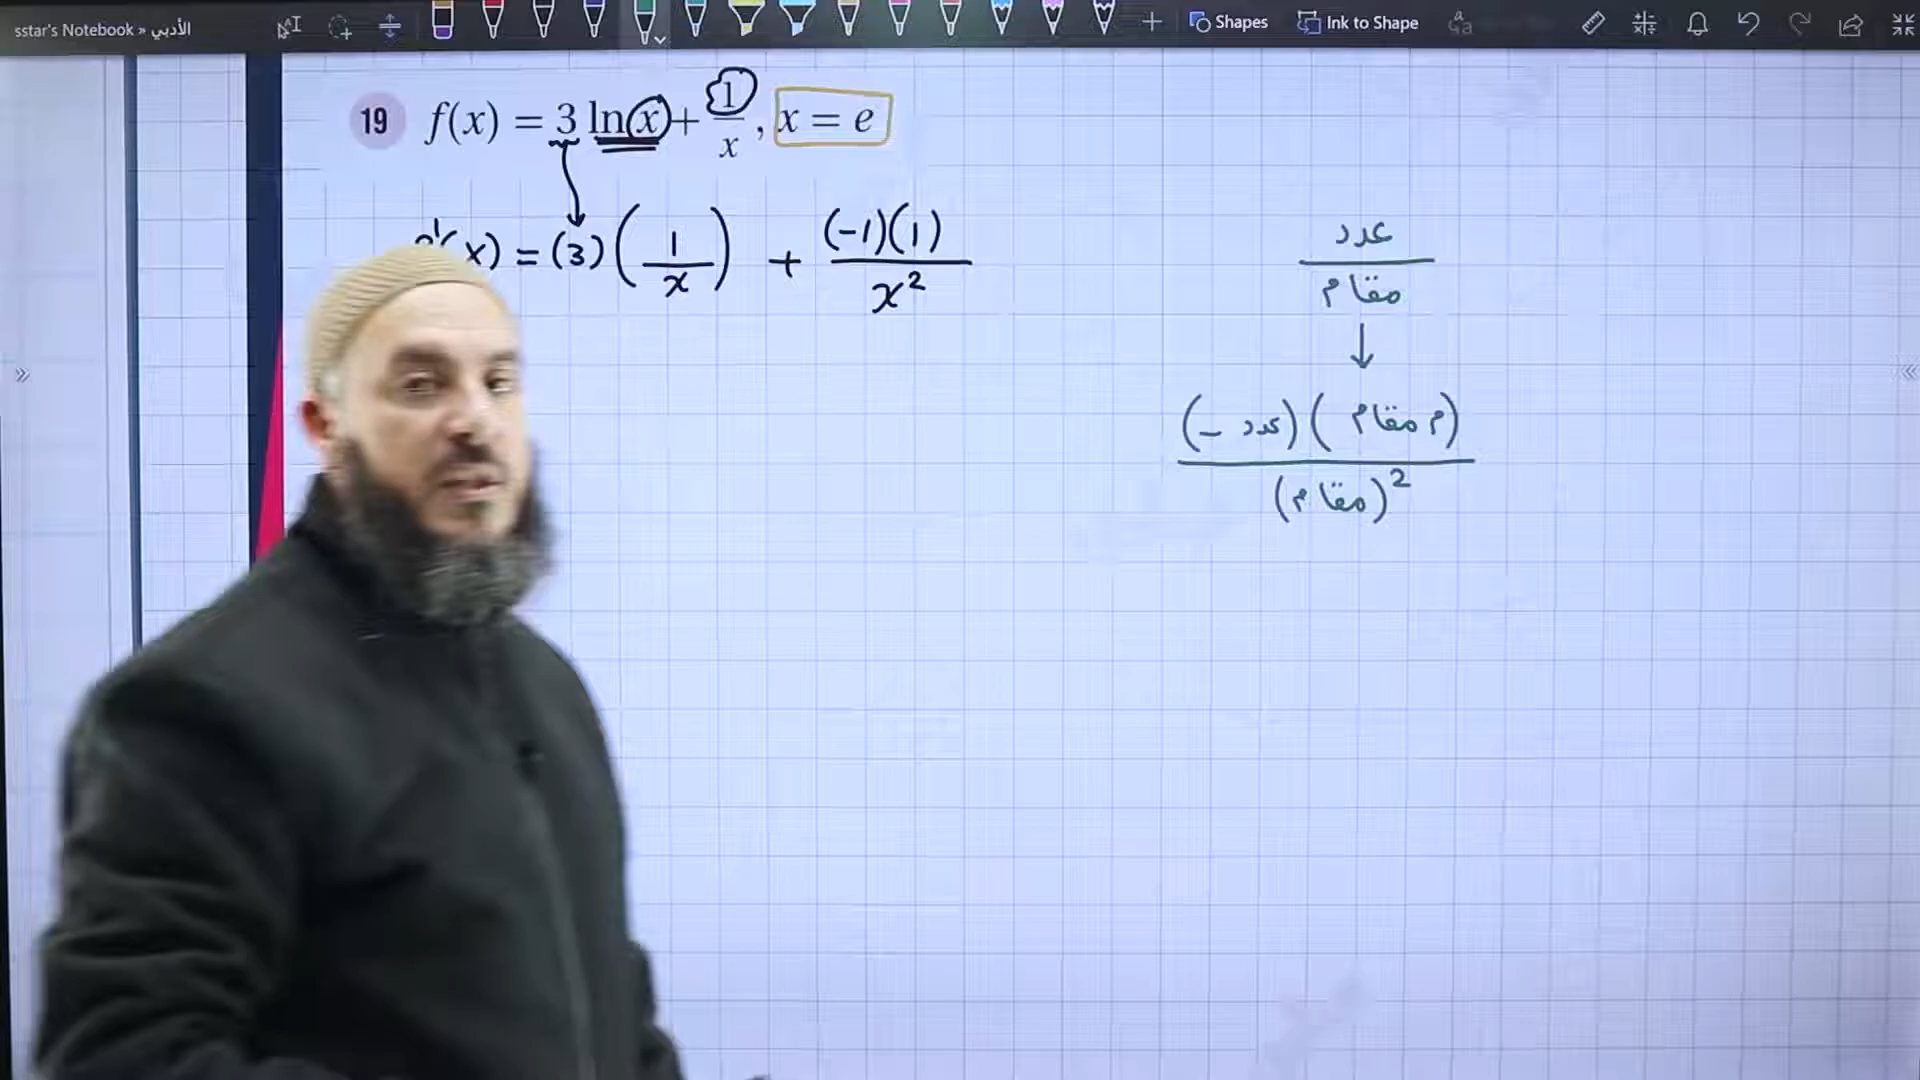 sstar's Notebook » الأدبي
Shapes
Ink to Shape
19 f(x) = 3 ln(x) + 1/x , x = e
f'(x) = (3) (1/x) + (-1)(1)/x²
عدد
مقام
↓
(- عدد) (م مقام)
(مقام)²